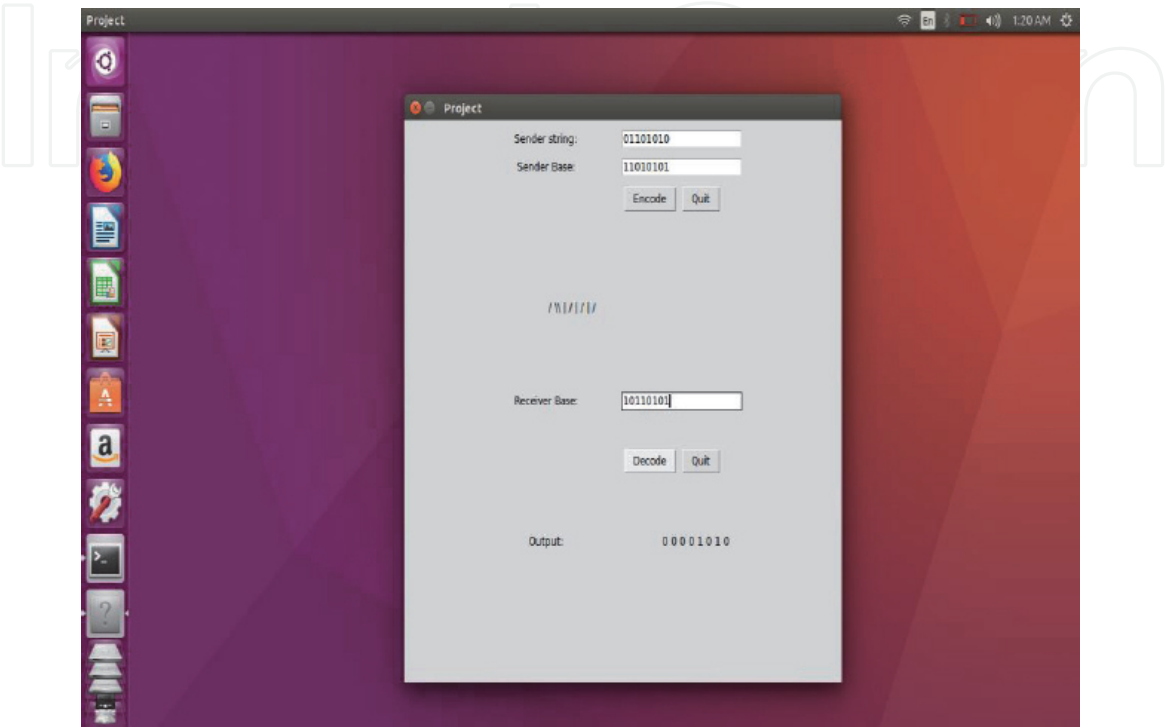 Project
En
1:20 AM
Project
Sender string: 01101010
Sender Base: 11010101
Encode Quit
Receiver Base: 10110101
Decode Quit
Output: 0 0 0 0 1 0 1 0